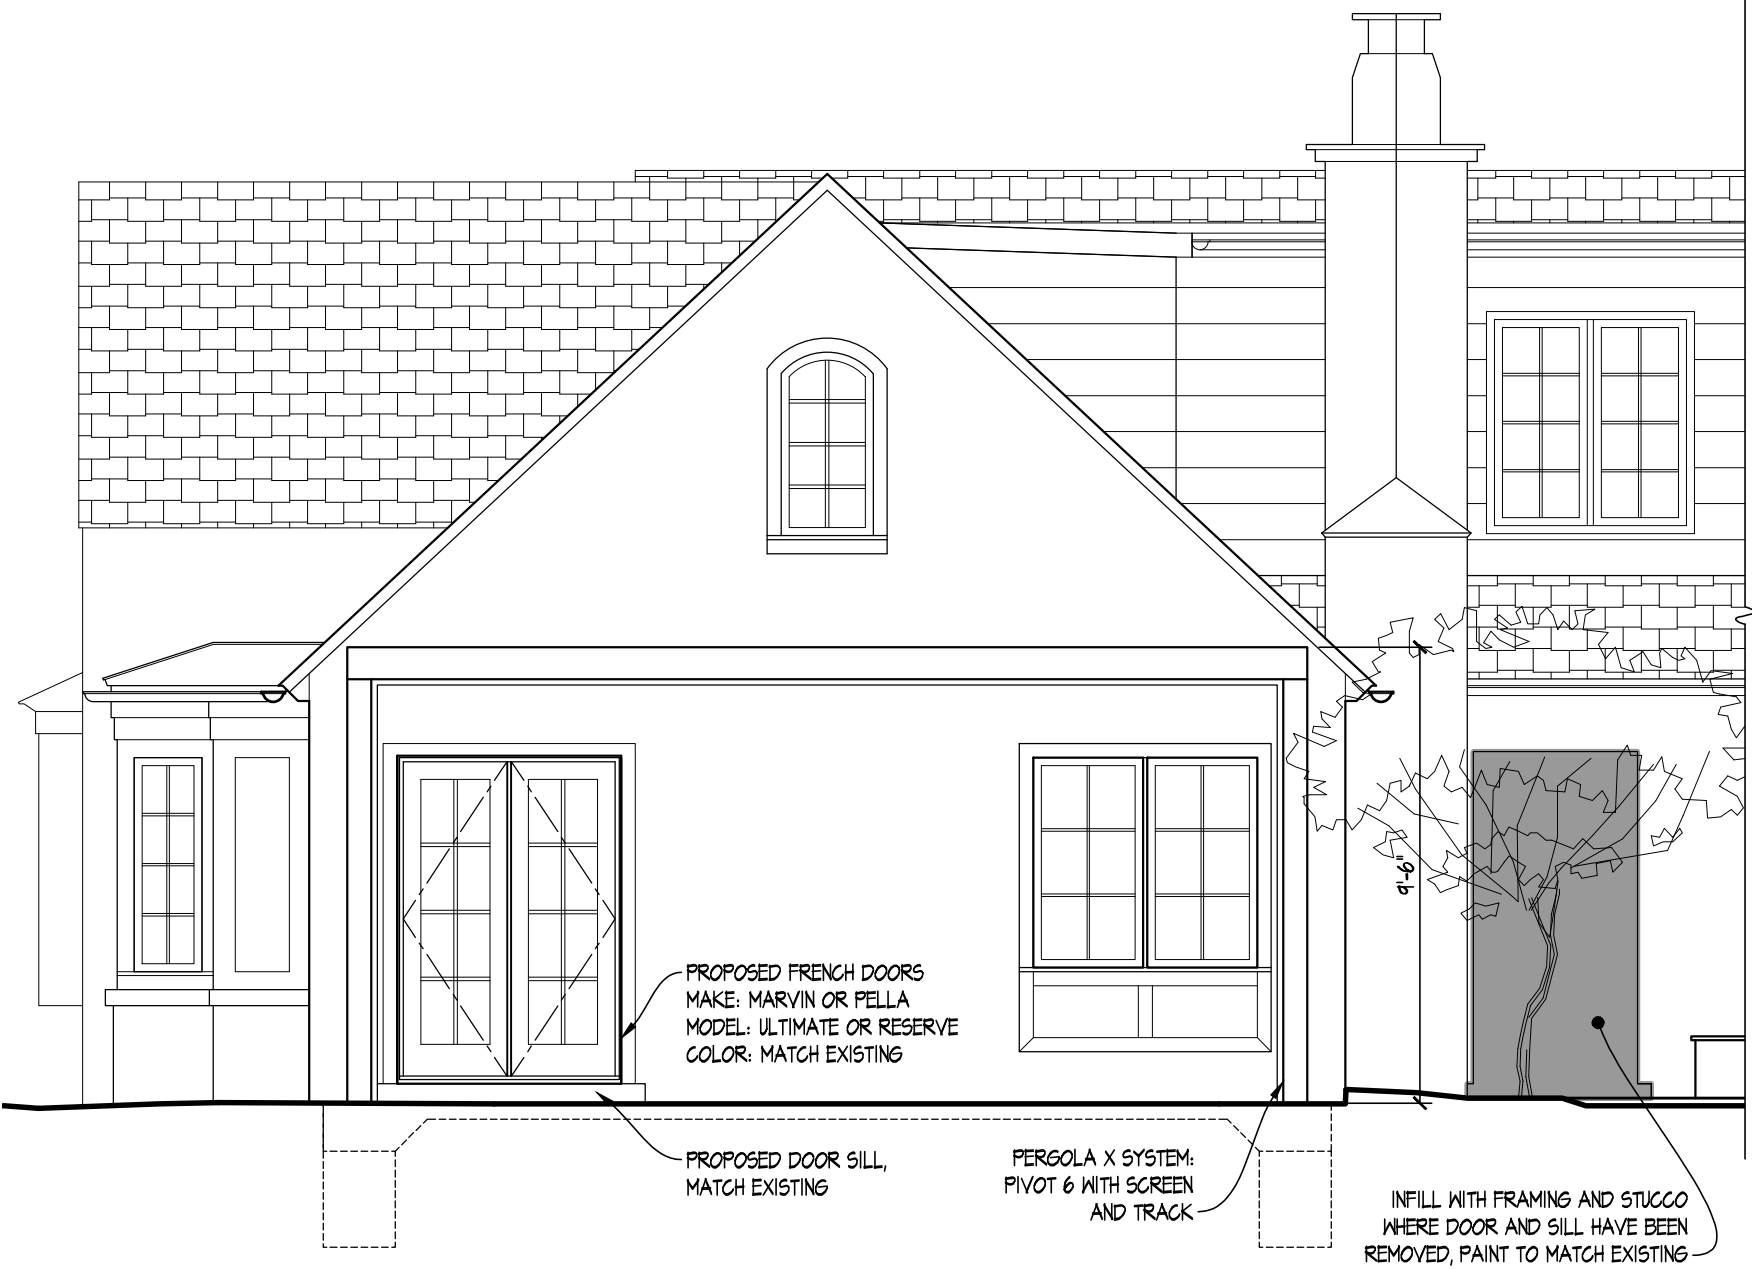 9'-6"
PROPOSED FRENCH DOORS
MAKE: MARVIN OR PELLA
MODEL: ULTIMATE OR RESERVE
COLOR: MATCH EXISTING
PROPOSED DOOR SILL,
MATCH EXISTING
PERGOLA X SYSTEM:
PIVOT 6 WITH SCREEN
AND TRACK
INFILL WITH FRAMING AND STUCCO
WHERE DOOR AND SILL HAVE BEEN
REMOVED, PAINT TO MATCH EXISTING